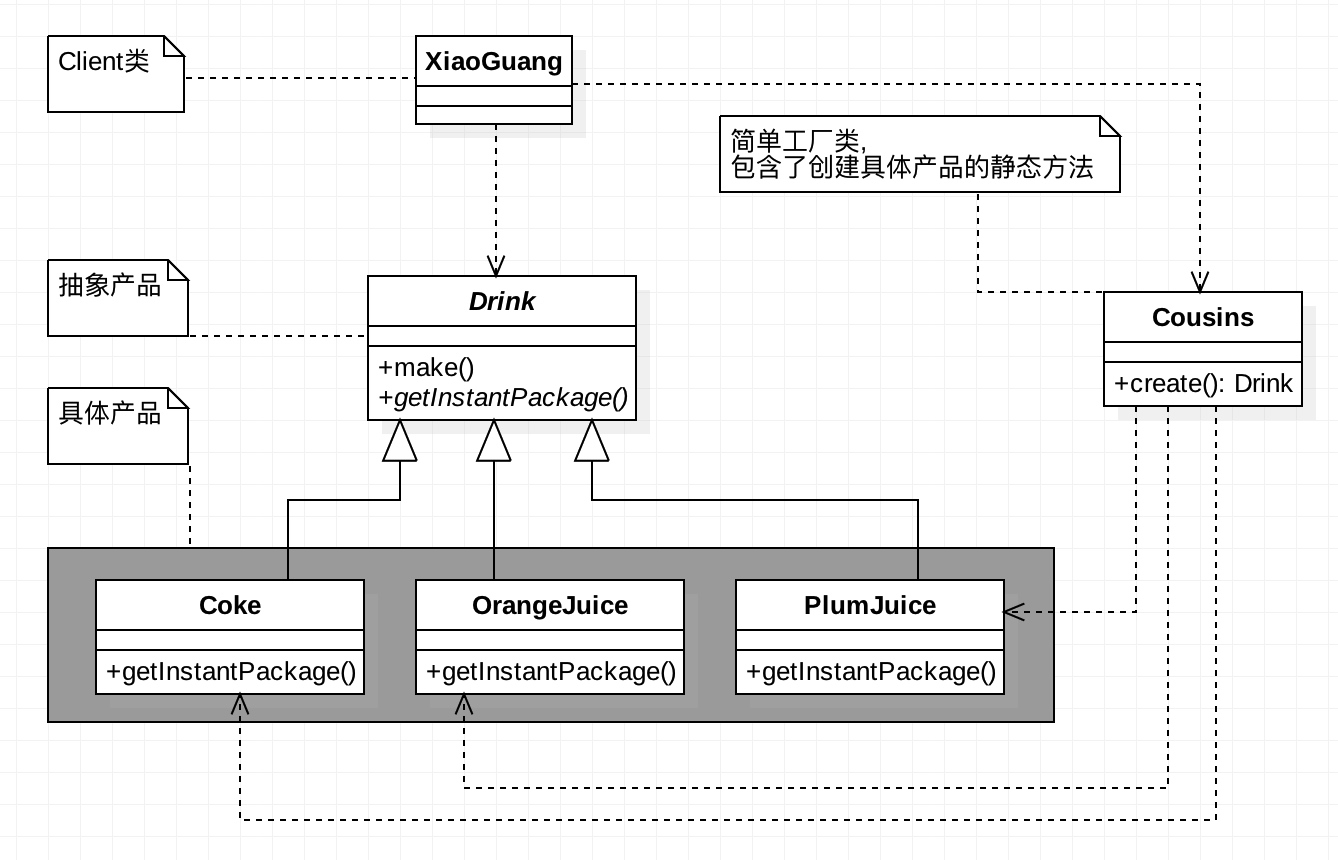 Client类
XiaoGuang
简单工厂类,
包含了创建具体产品的静态方法
抽象产品
Drink
+make()
+getInstantPackage()
Cousins
+create(): Drink
具体产品
Coke
+getInstantPackage()
OrangeJuice
+getInstantPackage()
PlumJuice
+getInstantPackage()